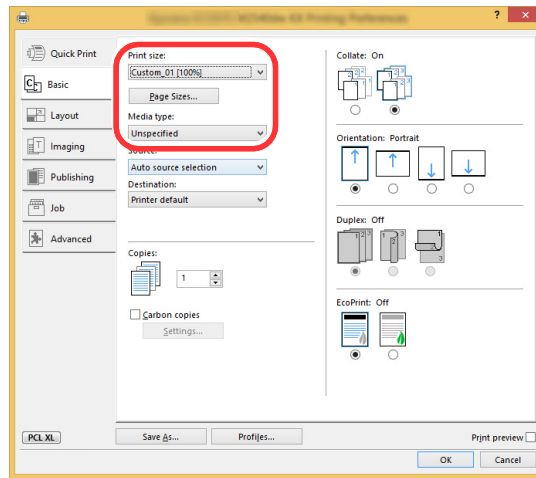 Printing Preferences
?
x
Quick Print
Basic
Layout
Imaging
Publishing
Job
Advanced
Print size:
Custom_01 [100%]
Page Sizes...
Media type:
Unspecified
Source:
Auto source selection
Destination:
Printer default
Copies:
1
Carbon copies
Settings...
Collate: On
Orientation: Portrait
Duplex: Off
EcoPrint: Off
PCL XL
Save As...
Profiles...
Print preview
OK
Cancel